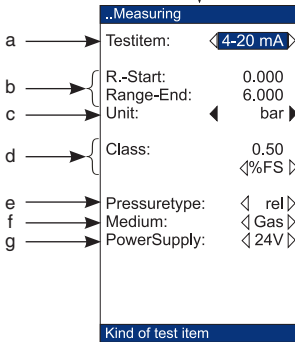 ..Measuring
a Testitem: 4-20 mA
b R.-Start: 0.000
Range-End: 6.000
c Unit: bar
d Class: 0.50
%FS
e Pressuretype: rel
f Medium: Gas
g PowerSupply: 24V
Kind of test item